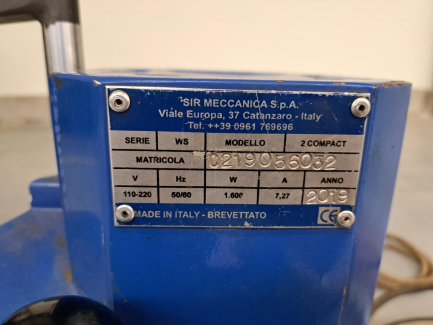 SIR MECCANICA S.p.A.
Viale Europa, 37 Catanzaro - Italy
Tel. ++39 0961 769696
SERIE WS MODELLO 2 COMPACT
MATRICOLA 0219056032
V Hz W A ANNO
110-220 50/60 1.600 7,27 2019
MADE IN ITALY - BREVETTATO CE